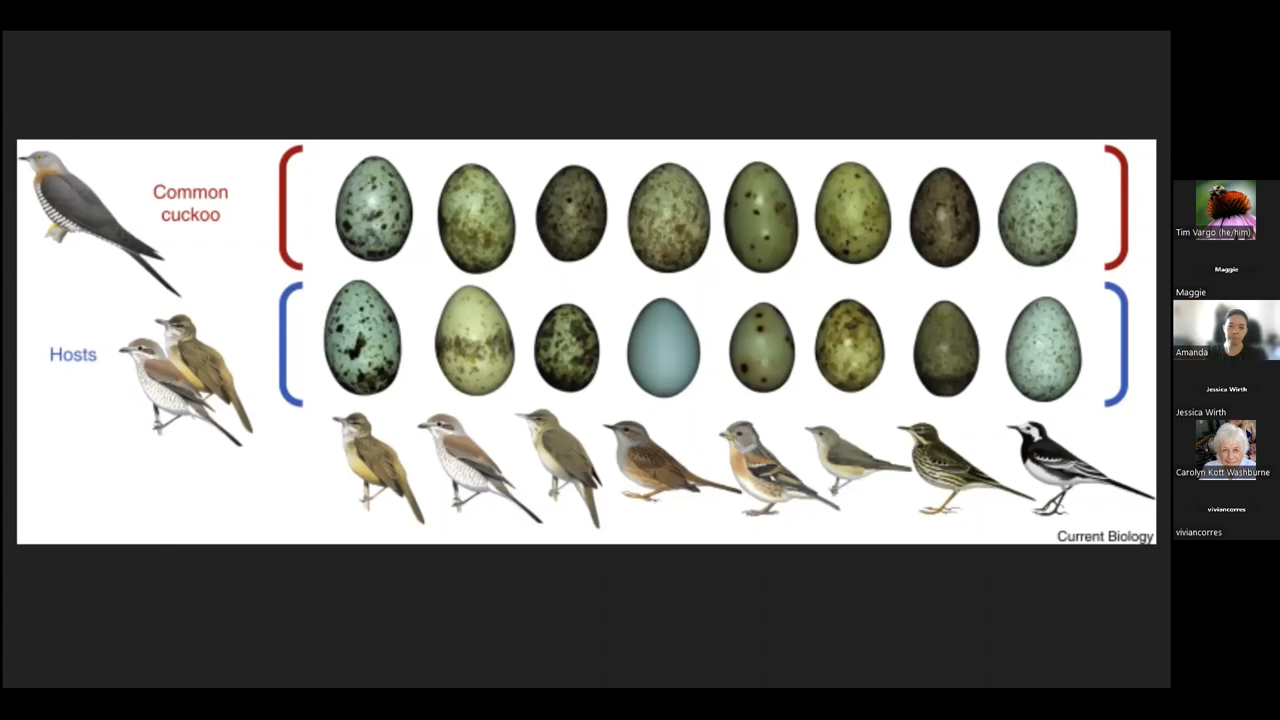 Common
cuckoo
Hosts
Current Biology
Tim Vargo (he/him)
Maggie
Maggie
Amanda
Jessica Wirth
Jessica Wirth
Carolyn Kott Washburne
viviancorres
viviancorres